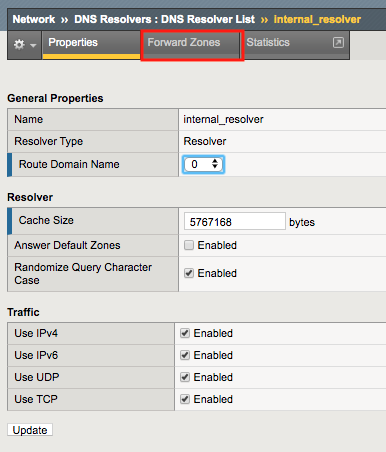 Network ›› DNS Resolvers : DNS Resolver List ›› internal_resolver
Properties Forward Zones Statistics
General Properties
Name internal_resolver
Resolver Type Resolver
Route Domain Name 0
Resolver
Cache Size 5767168 bytes
Answer Default Zones Enabled
Randomize Query Character Case Enabled
Traffic
Use IPv4 Enabled
Use IPv6 Enabled
Use UDP Enabled
Use TCP Enabled
Update